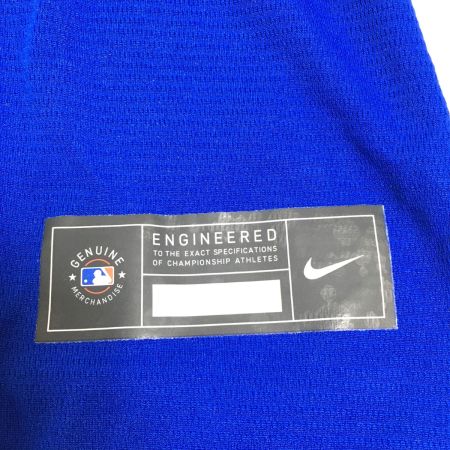 GENUINE
MERCHANDISE
ENGINEERED
TO THE EXACT SPECIFICATIONS
OF CHAMPIONSHIP ATHLETES